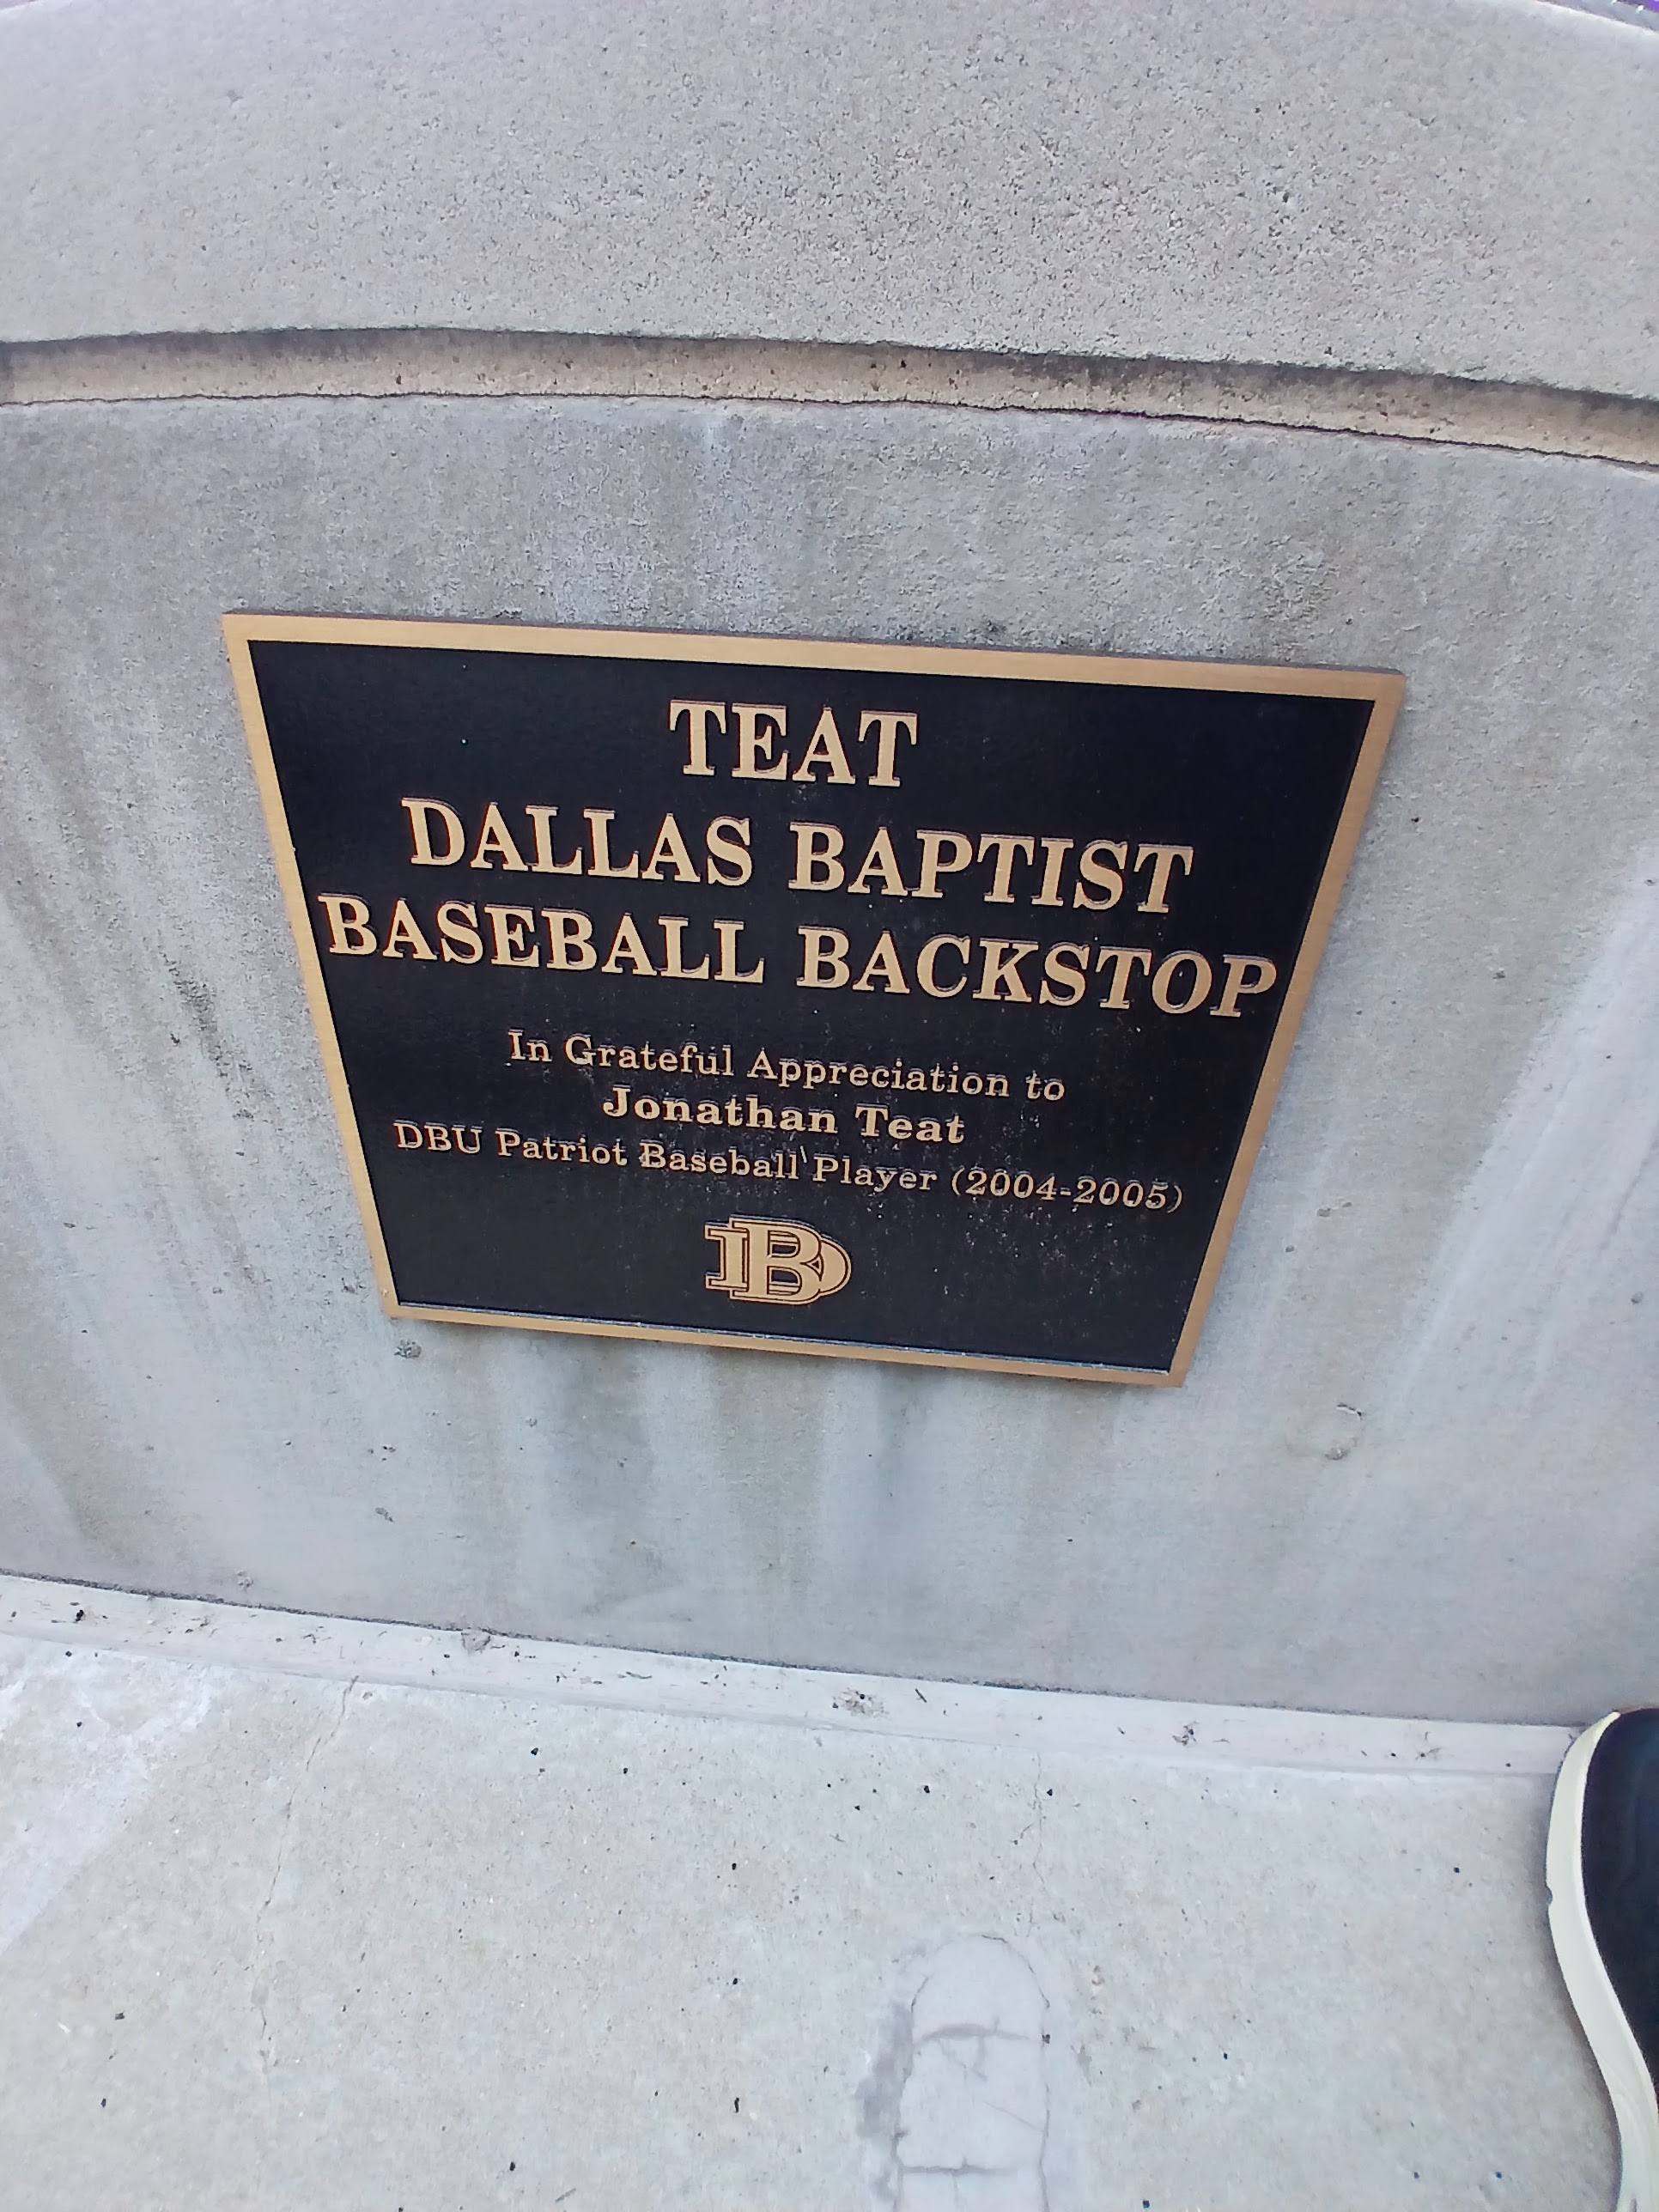 TEAT
DALLAS BAPTIST
BASEBALL BACKSTOP
In Grateful Appreciation to
Jonathan Teat
DBU Patriot Baseball Player (2004-2005)
DB